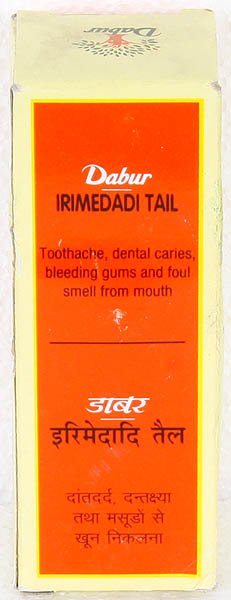 Dabur
Dabur
IRIMEDADI TAIL
Toothache, dental caries,
bleeding gums and foul
smell from mouth
डाबर
इरिमेदादि तैल
दांतदर्द, दन्तक्ष्या
तथा मसूडों से
खून निकलना